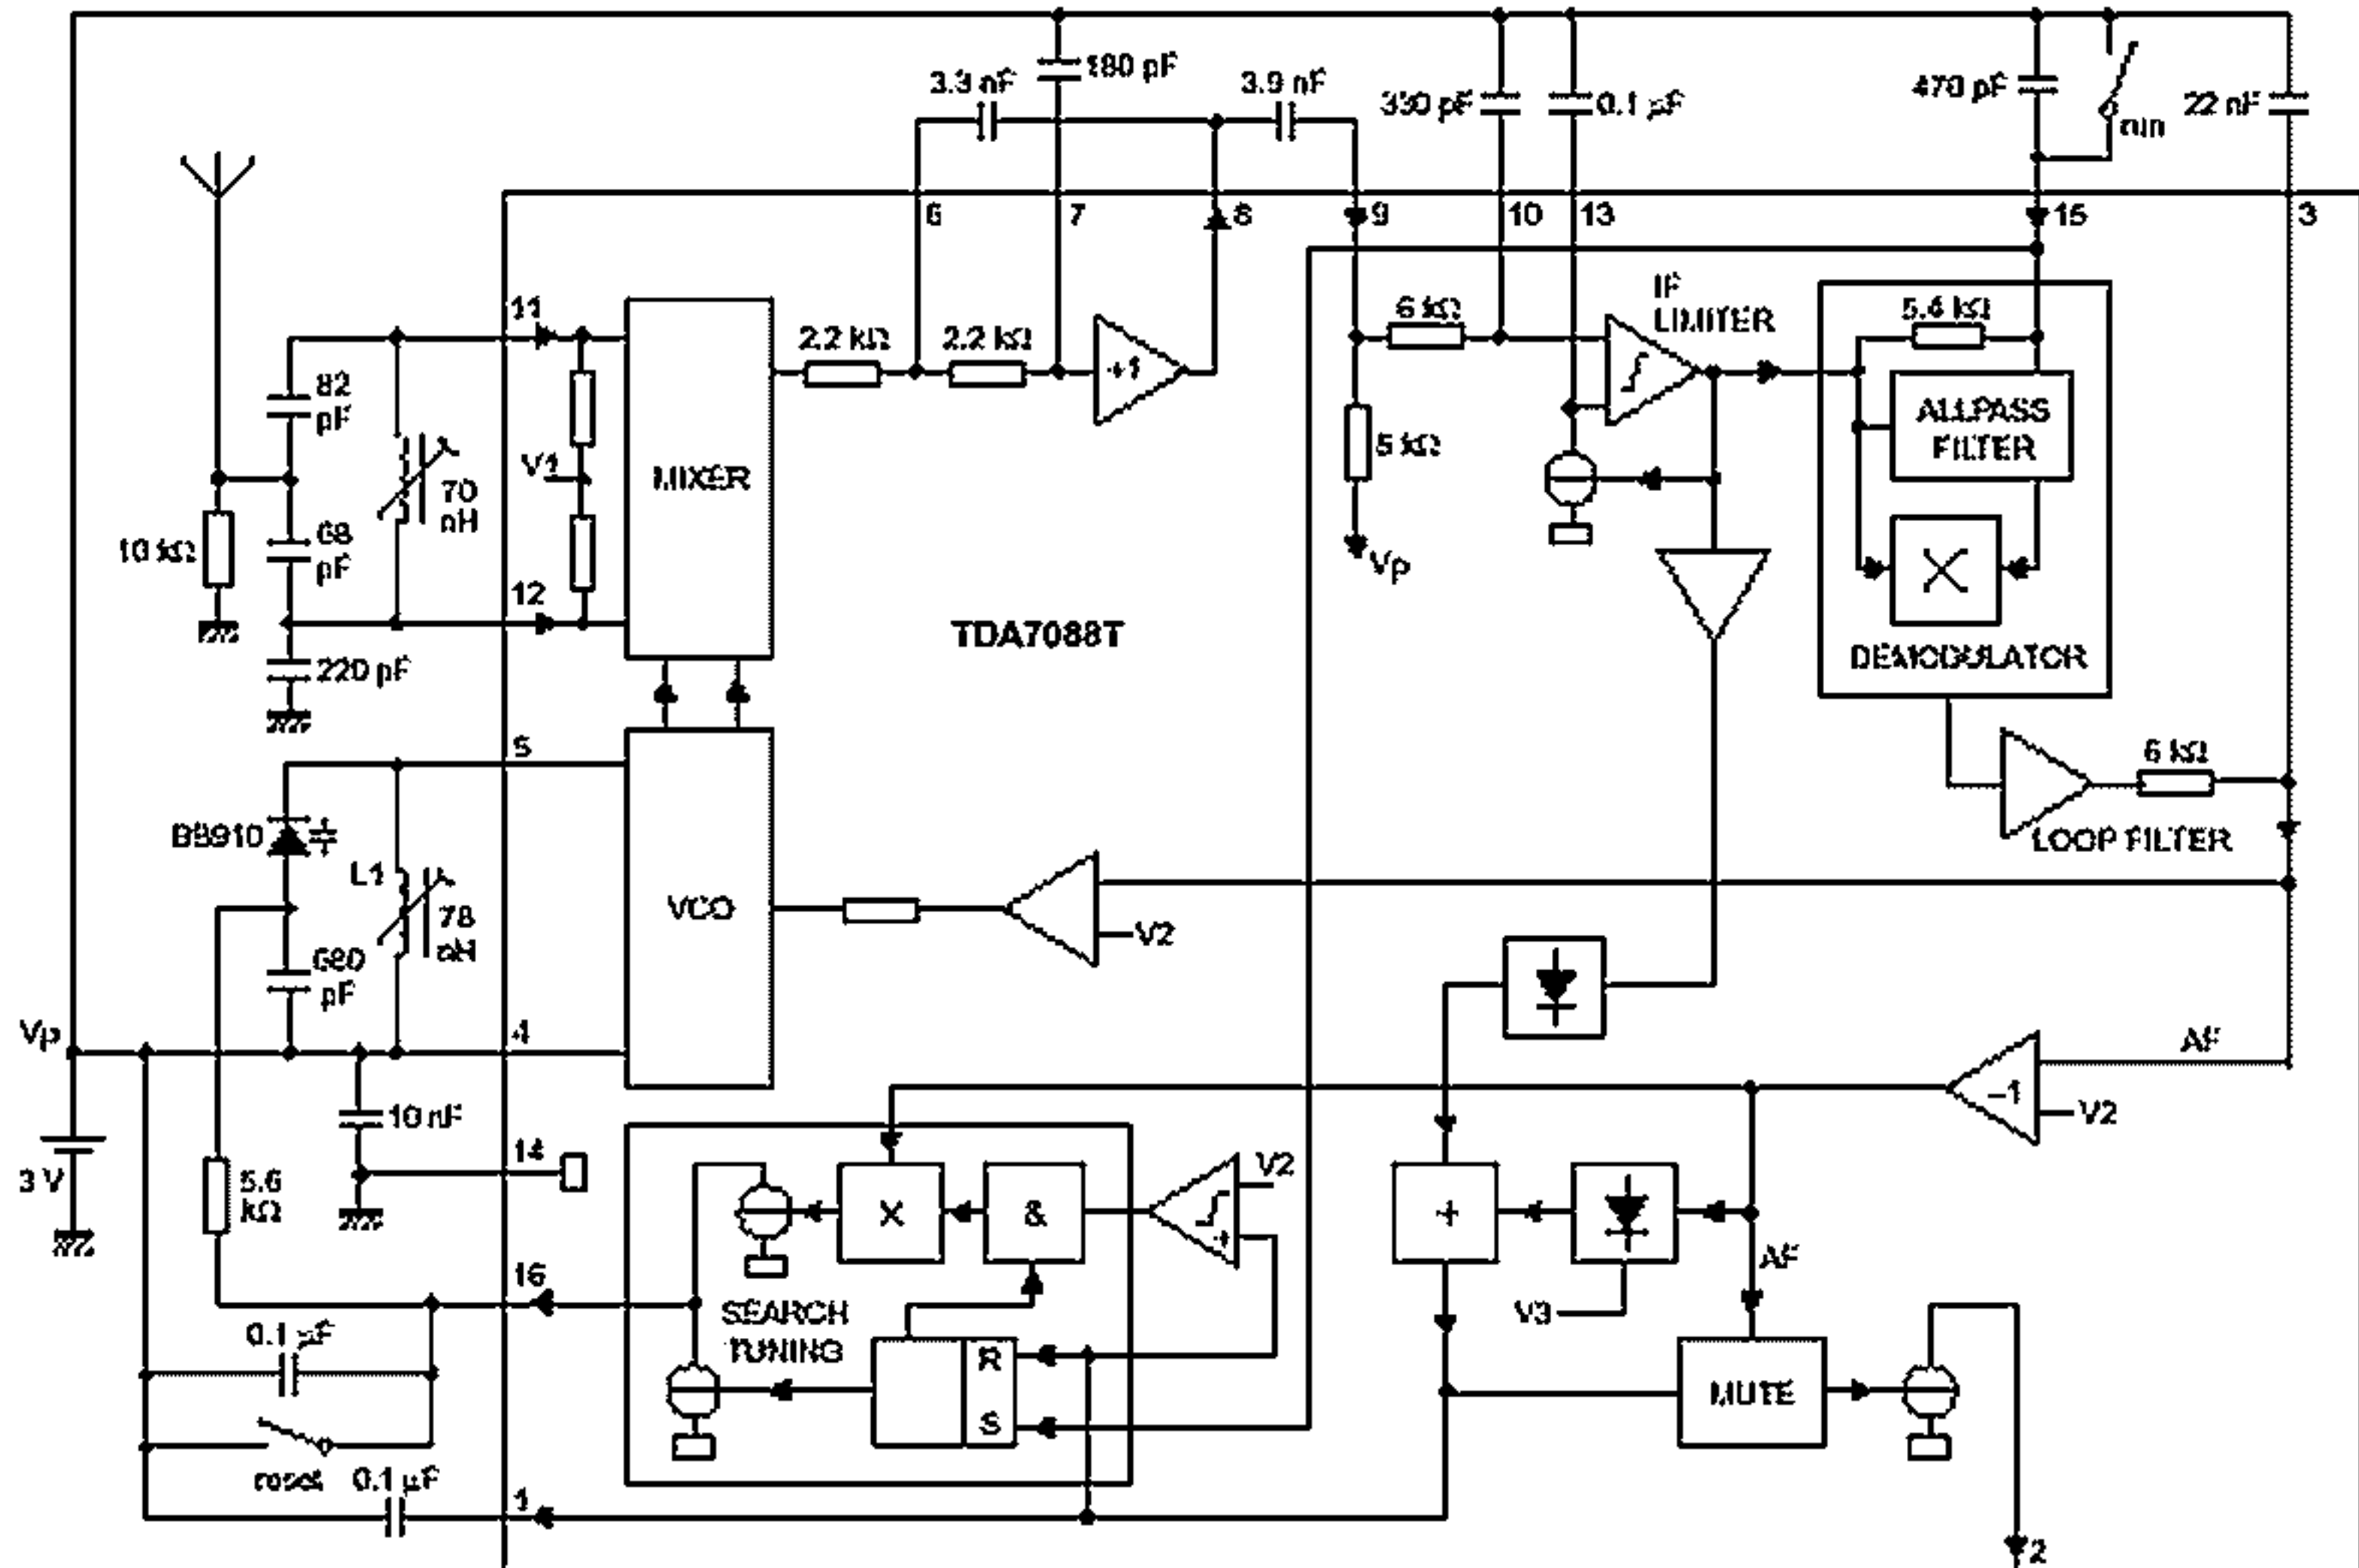 3.3 nF
180 pF
3.9 nF
330 pF
0.1 µF
470 pF
run
22 nF
6
7
8
9
10
13
15
3
11
2.2 kΩ
2.2 kΩ
+1
6 kΩ
IF
LIMITER
5.4 kΩ
ALLPASS
FILTER
82
pF
V1
MIXER
5 kΩ
70
nH
10 kΩ
68
pF
12
Vp
TDA7088T
DEMODULATOR
220 pF
5
6 kΩ
LOOP FILTER
BB910
L1
78
nH
VCO
V2
680
pF
Vp
4
AF
-1
V2
10 nF
14
3 V
5.6
kΩ
X
&
V2
+
+
AF
16
SEARCH
TUNING
V3
0.1 µF
R
S
MUTE
reset
0.1 µF
1
2